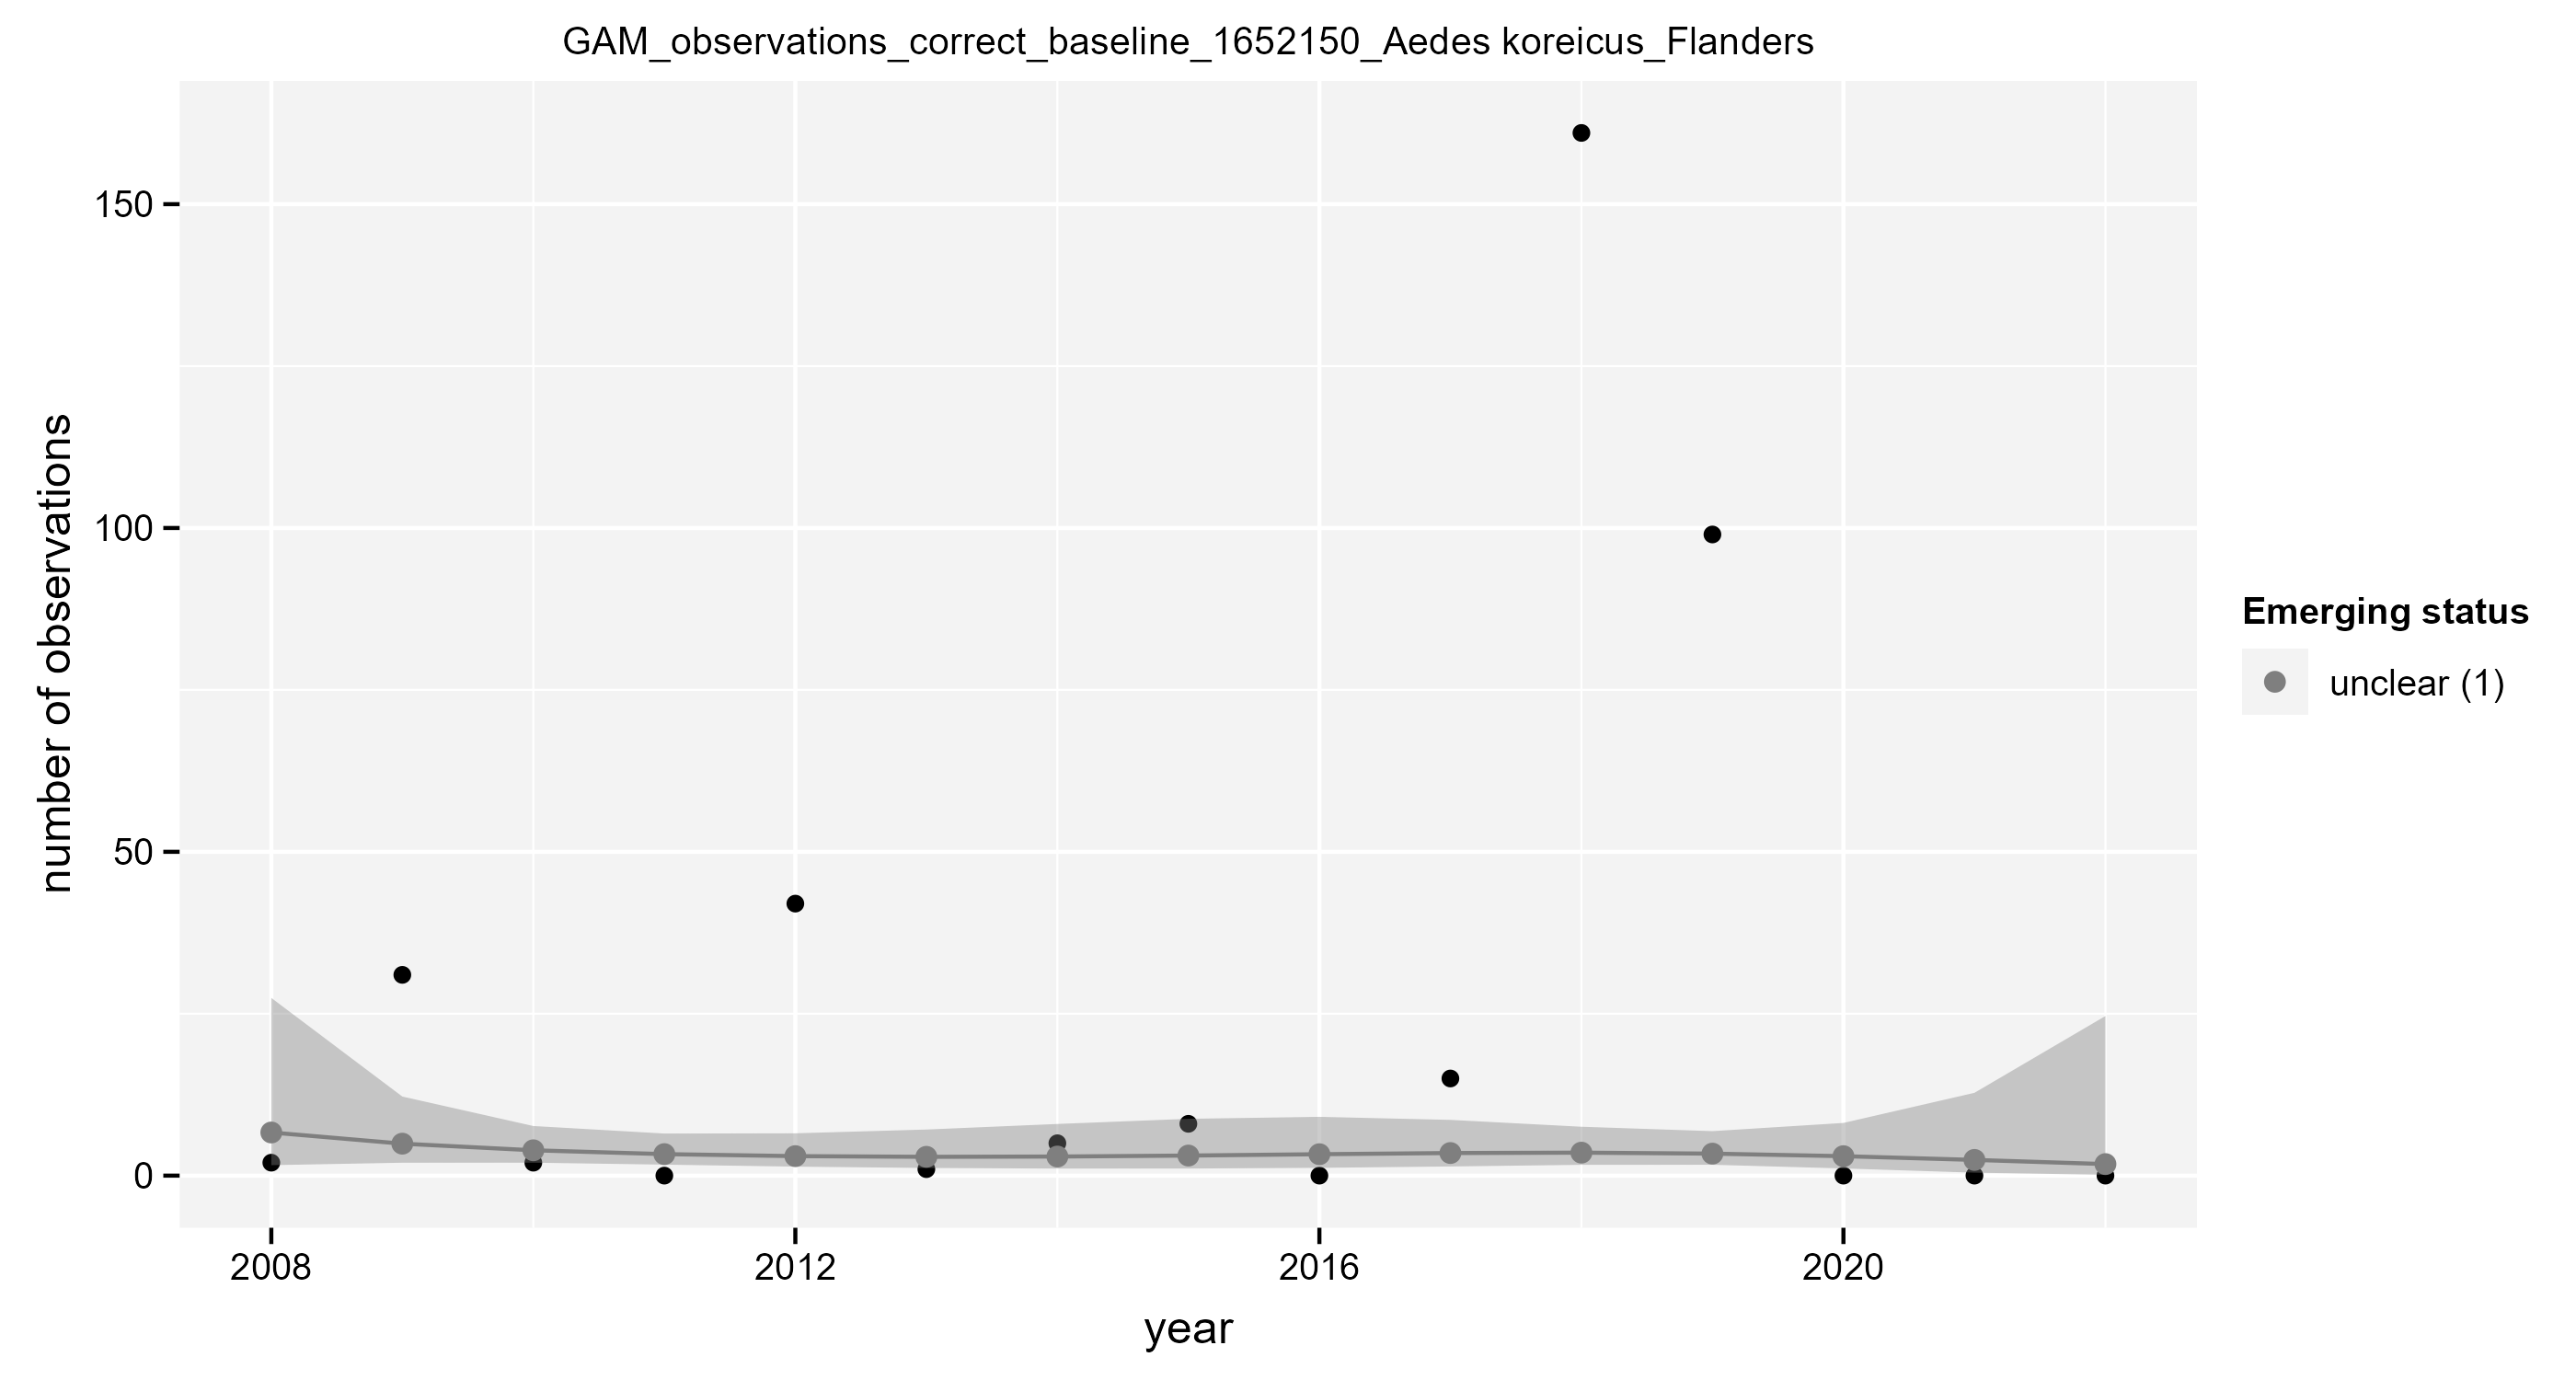 GAM_observations_correct_baseline_1652150_Aedes koreicus_Flanders
number of observations
150
100
50
0
2008
2012
2016
2020
year
Emerging status
unclear (1)